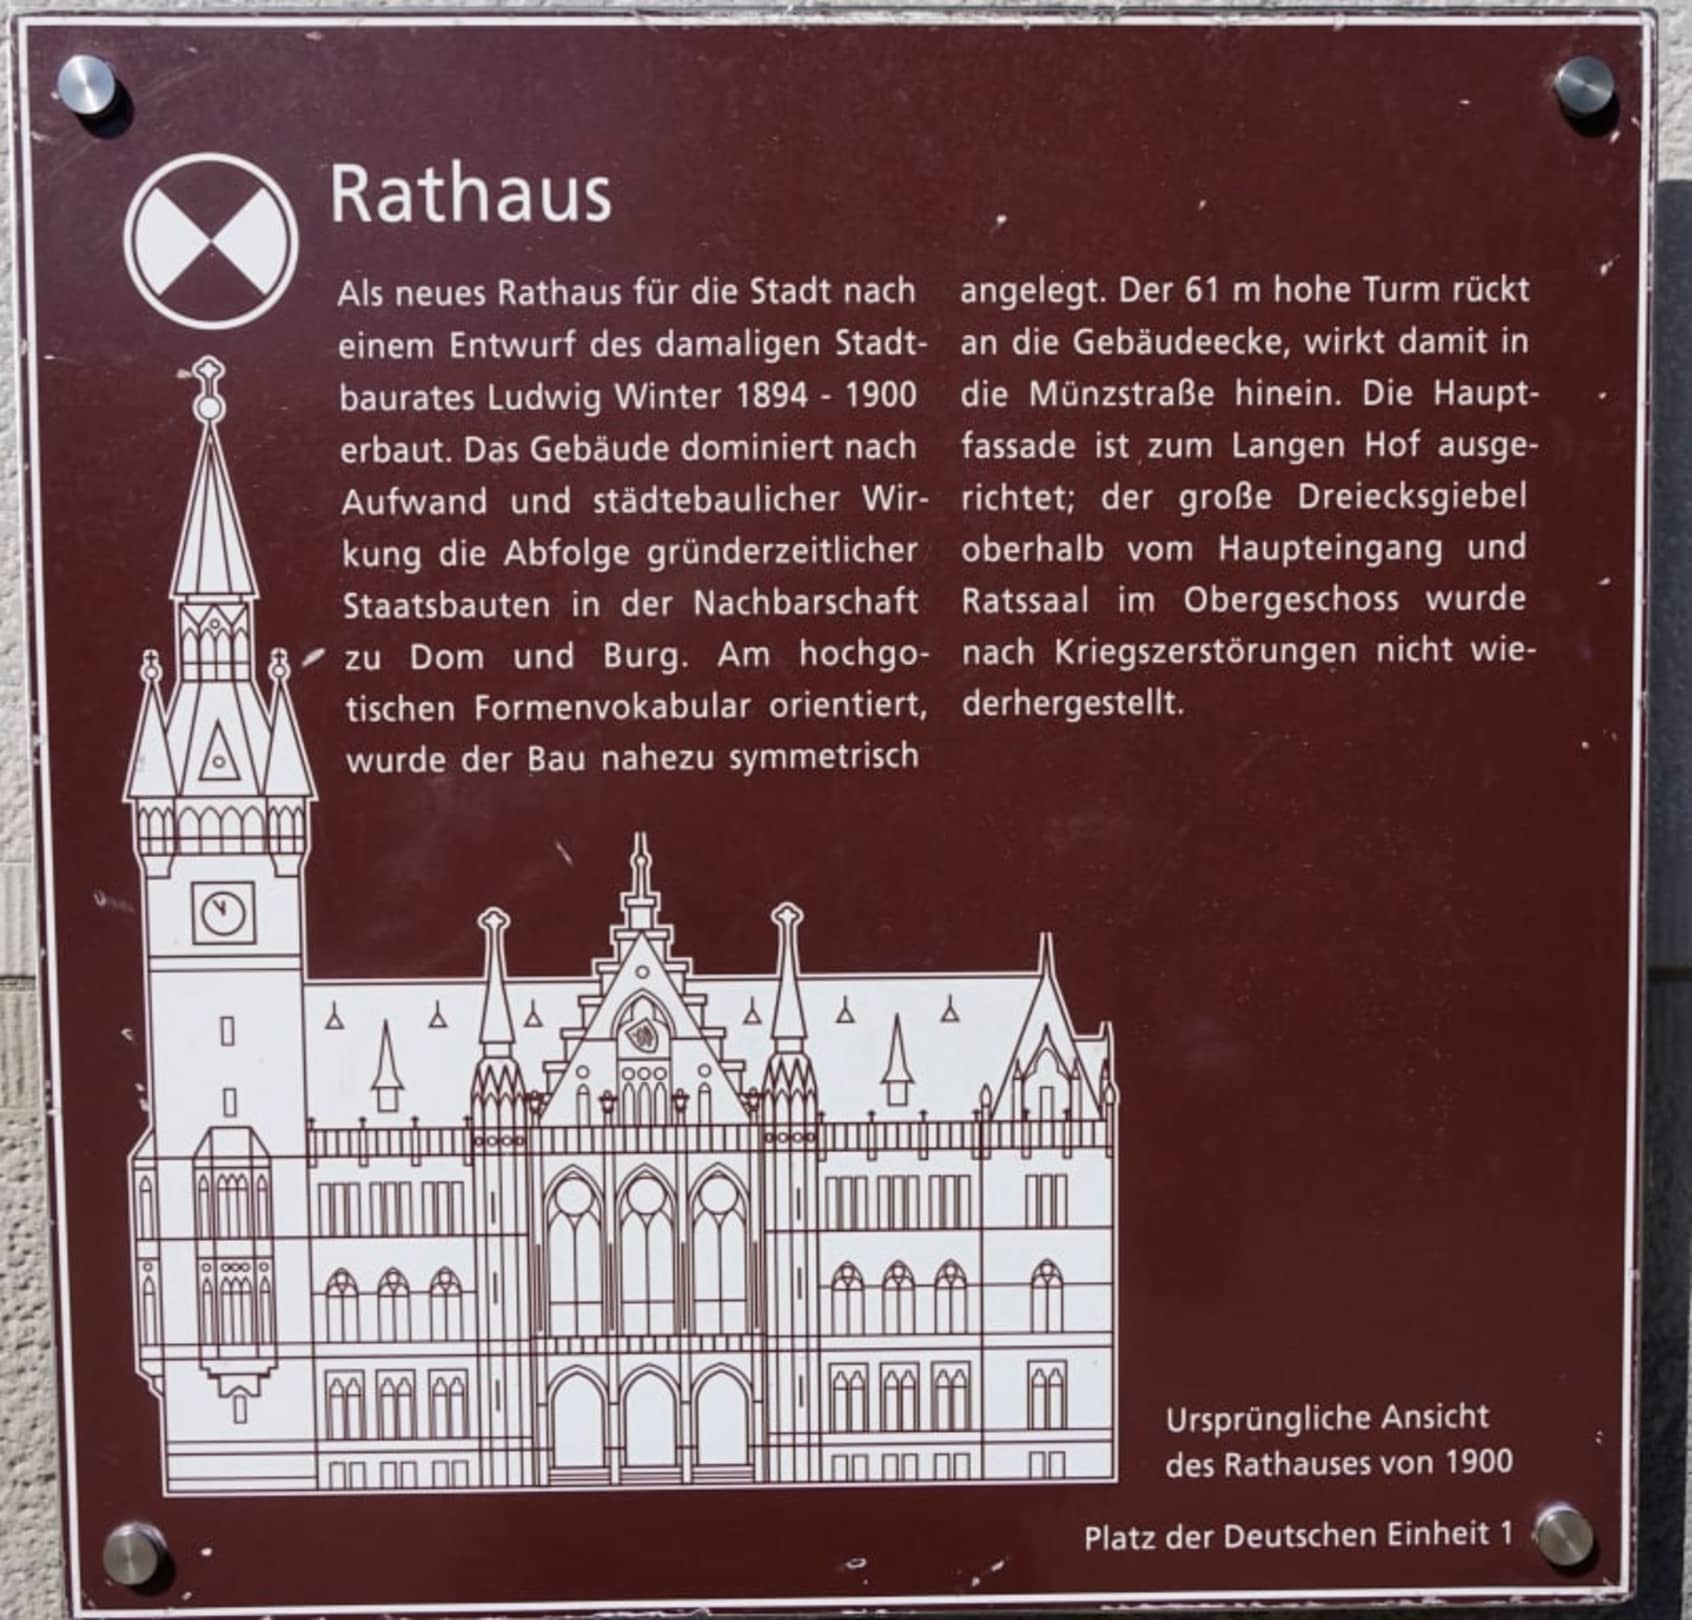 Rathaus
Als neues Rathaus für die Stadt nach
einem Entwurf des damaligen Stadt-
baurates Ludwig Winter 1894 - 1900
erbaut. Das Gebäude dominiert nach
Aufwand und städtebaulicher Wir-
kung die Abfolge gründerzeitlicher
Staatsbauten in der Nachbarschaft
zu Dom und Burg. Am hochgo-
tischen Formenvokabular orientiert,
wurde der Bau nahezu symmetrisch
angelegt. Der 61 m hohe Turm rückt
an die Gebäudeecke, wirkt damit in
die Münzstraße hinein. Die Haupt-
fassade ist zum Langen Hof ausge-
richtet; der große Dreiecksgiebel
oberhalb vom Haupteingang und
Ratssaal im Obergeschoss wurde
nach Kriegszerstörungen nicht wie-
derhergestellt.
Ursprüngliche Ansicht
des Rathauses von 1900
Platz der Deutschen Einheit 1